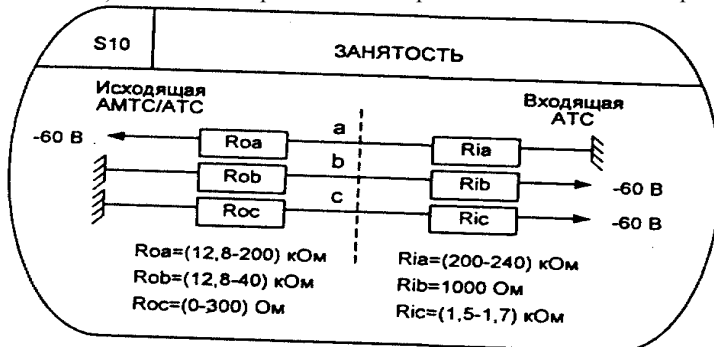 S10
ЗАНЯТОСТЬ
Исходящая
АМТС/АТС
Входящая
АТС
-60 В
Roa
a
Ria
Rob
b
Rib
-60 В
Roc
c
Ric
-60 В
Roa=(12,8-200) кОм
Rob=(12,8-40) кОм
Roc=(0-300) Ом
Ria=(200-240) кОм
Rib=1000 Ом
Ric=(1,5-1,7) кОм